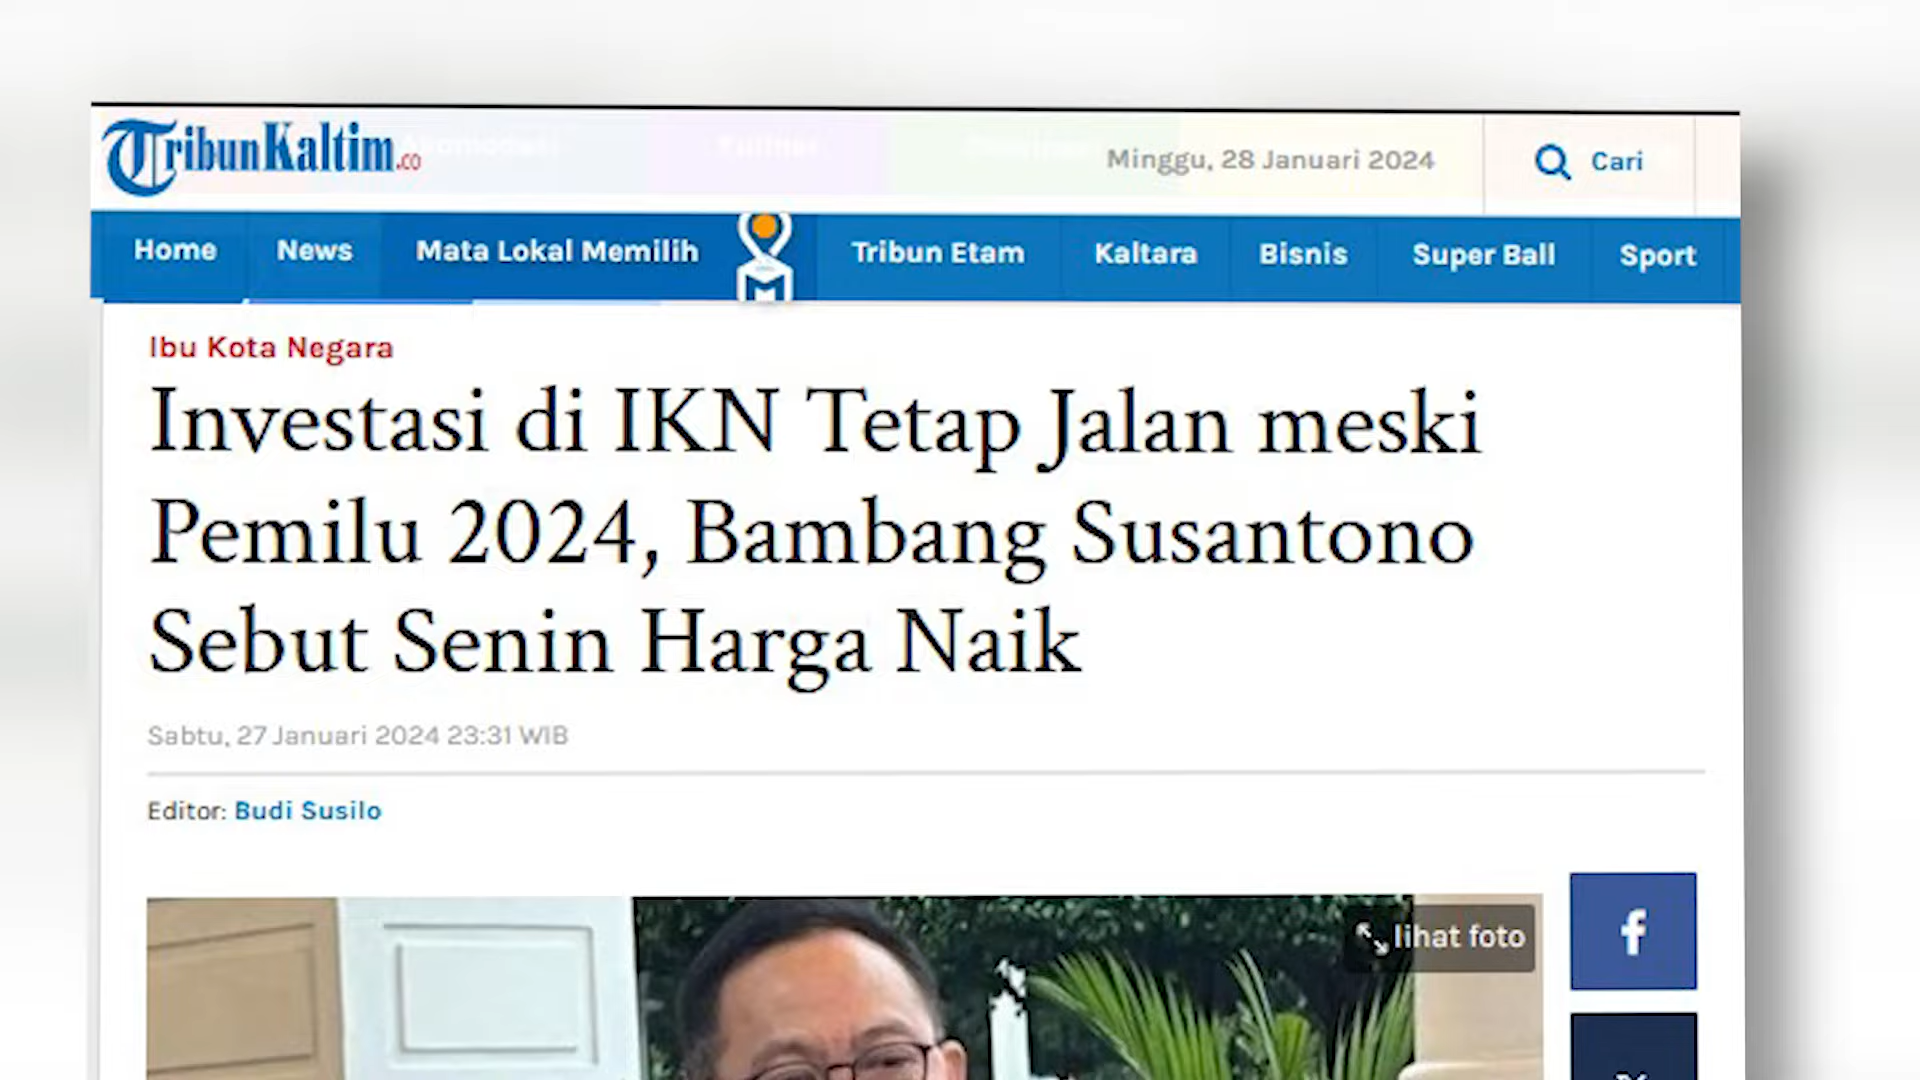 TribunKaltim.co
Minggu, 28 Januari 2024
Cari
Home News Mata Lokal Memilih Tribun Etam Kaltara Bisnis Super Ball Sport
Ibu Kota Negara
Investasi di IKN Tetap Jalan meski
Pemilu 2024, Bambang Susantono
Sebut Senin Harga Naik
Sabtu, 27 Januari 2024 23:31 WIB
Editor: Budi Susilo
lihat foto
f